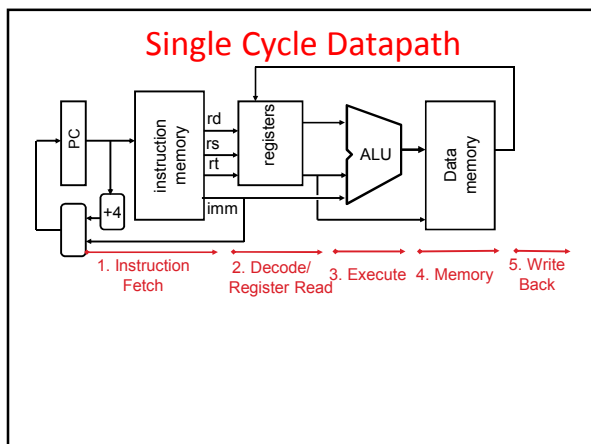 Single Cycle Datapath
PC
+4
instruction
memory
rd
rs
rt
imm
registers
ALU
Data
memory
1. Instruction
Fetch
2. Decode/
Register Read
3. Execute
4. Memory
5. Write
Back